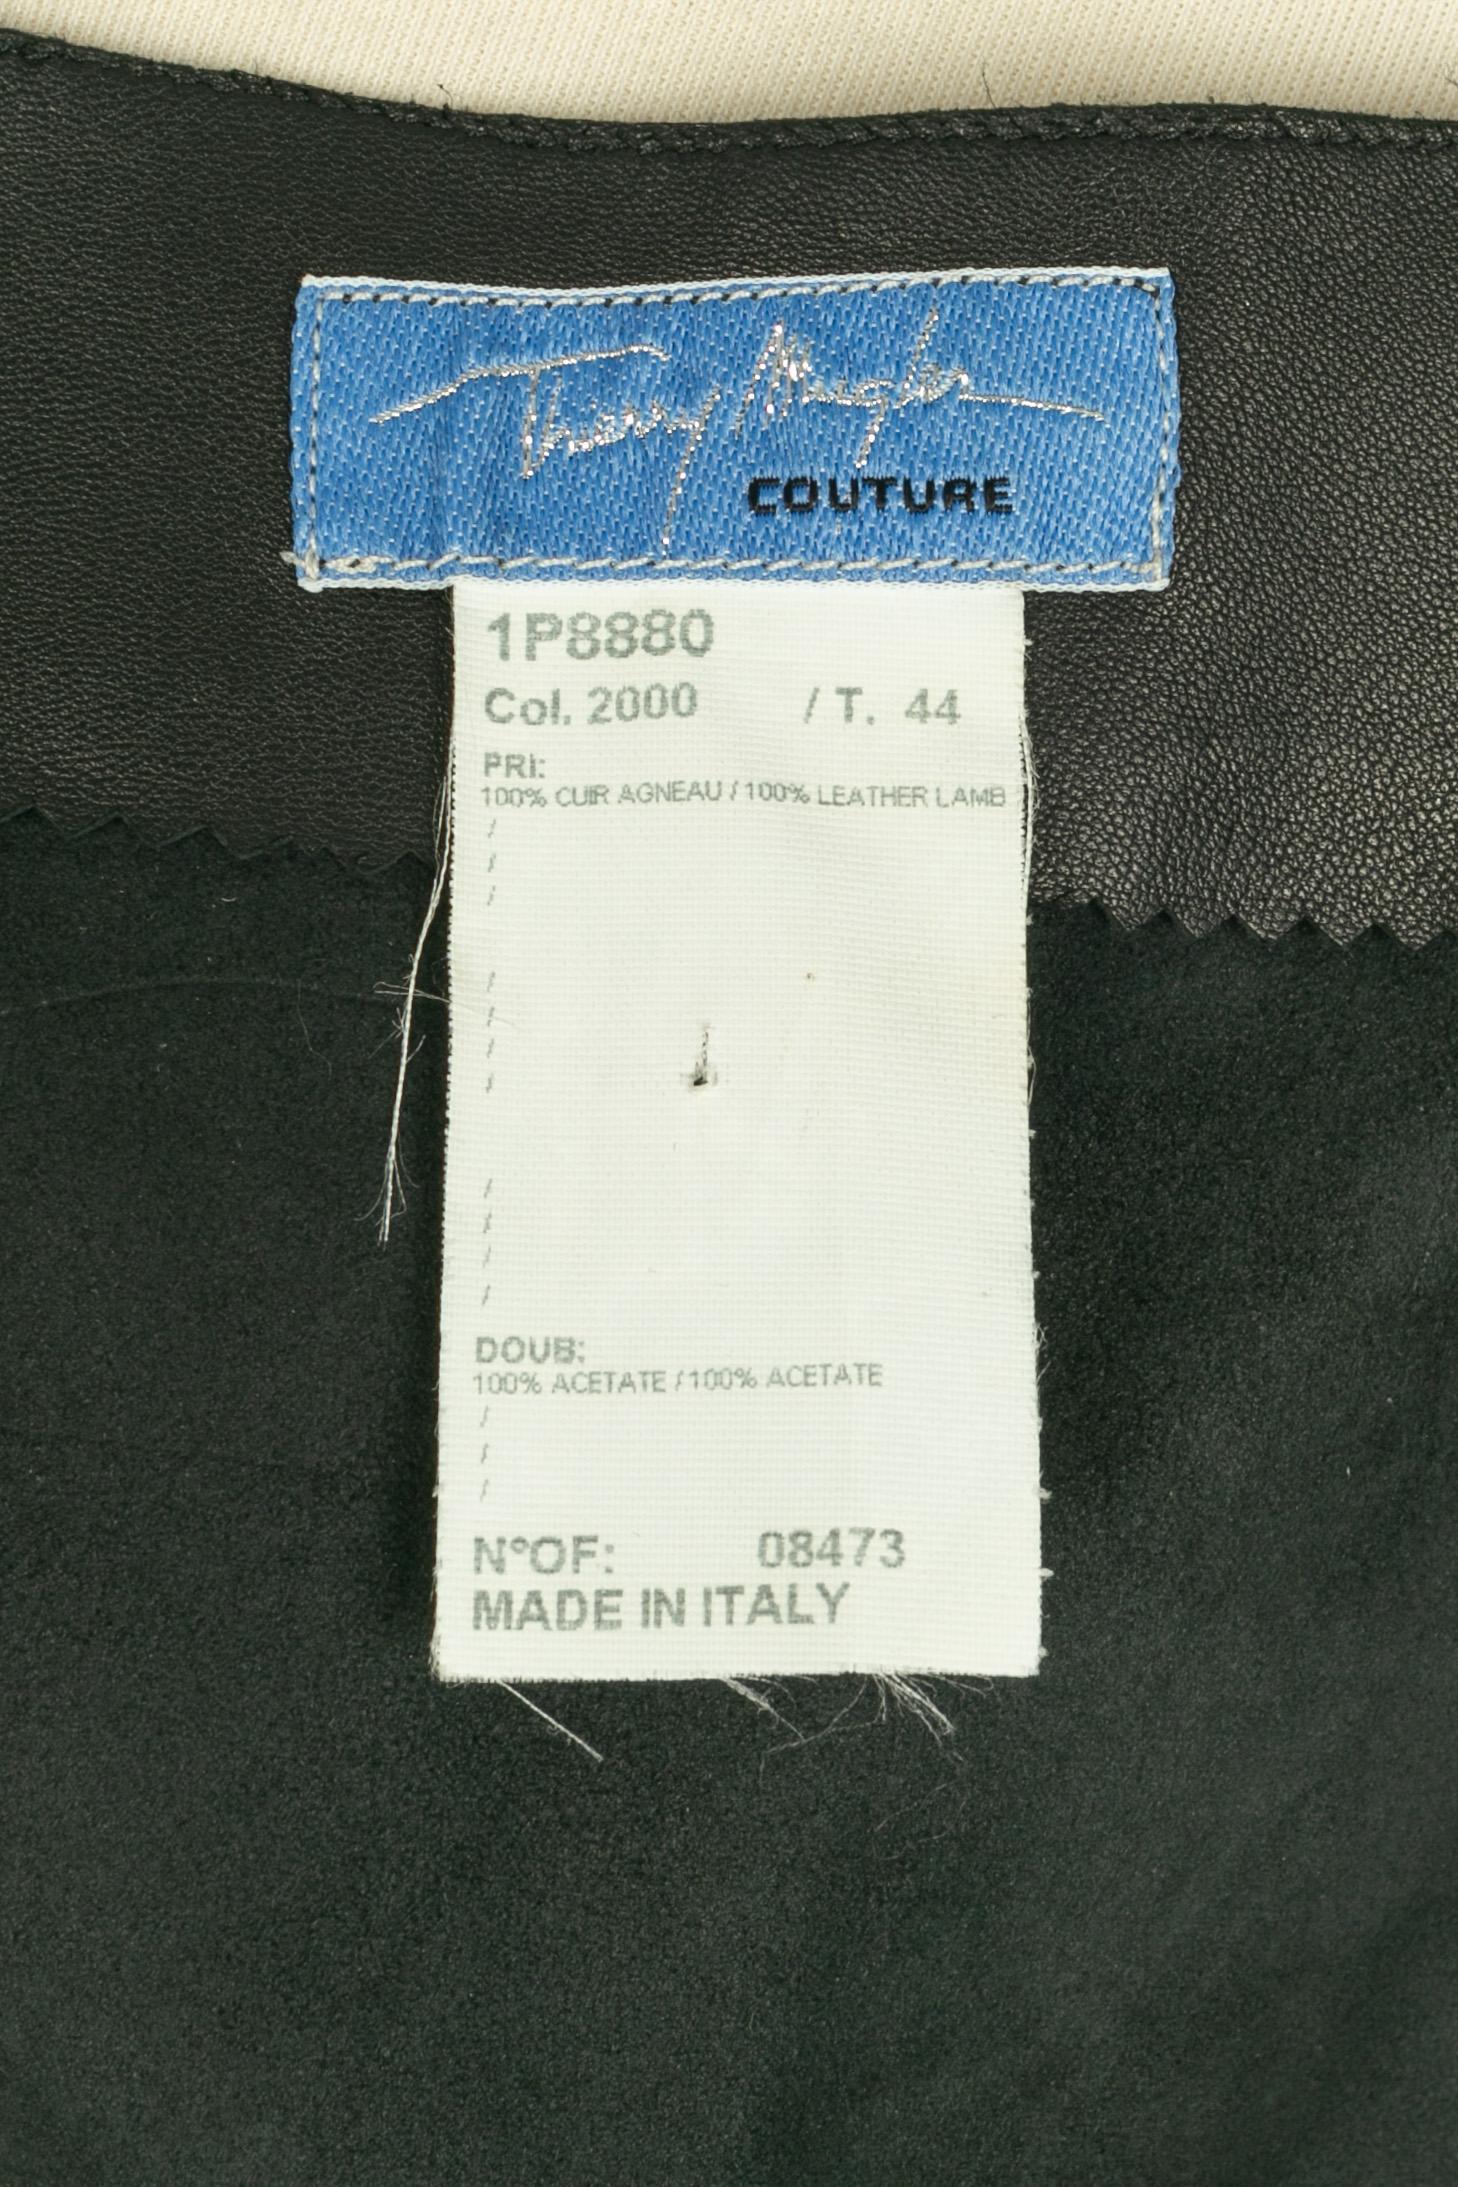 Thierry Mugler
COUTURE
1P8880
Col. 2000 / T. 44
PRI:
100% CUIR AGNEAU / 100% LEATHER LAMB
/
/
/
/
/
/
/
/
/
/
/
DOUB:
100% ACETATE / 100% ACETATE
/
/
/
N°OF: 08473
MADE IN ITALY